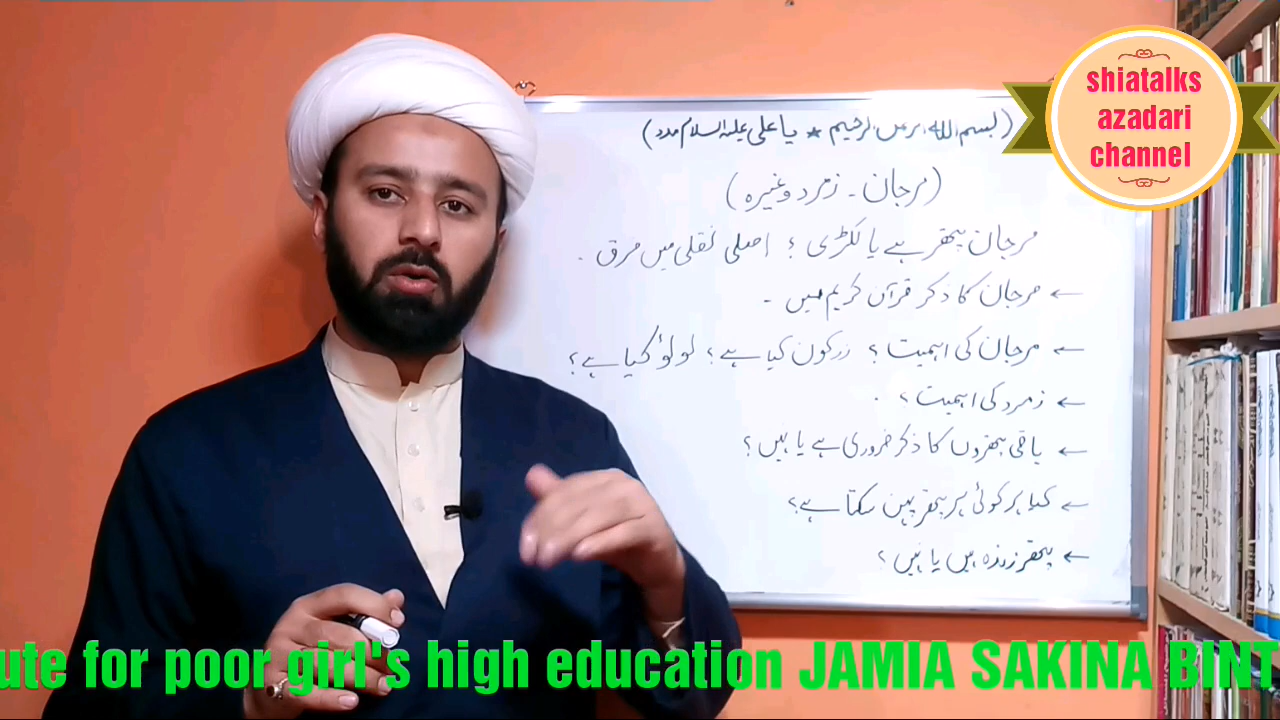 shiatalks
azadari
channel
(بسم اللہ الرحمن الرحیم ★ یا علی علیہ السلام مدد)
(مرجان ۔ زمرد وغیرہ)
مرجان پتھر ہے یا لکڑی ؟ اصلی نقلی میں فرق ۔
← مرجان کا ذکر قرآن کریم میں ۔
← مرجان کی اہمیت ؟ زرکون کیا ہے ؟ لولؤ کیا ہے ؟
← زمرد کی اہمیت ؟
← باقی پتھروں کا ذکر ضروری ہے یا نہیں ؟
← کیا ہر کوئی ہر پتھر پہن سکتا ہے ؟
← پتھر زندہ ہیں یا نہیں ؟
ute for poor girl's high education JAMIA SAKINA BINT